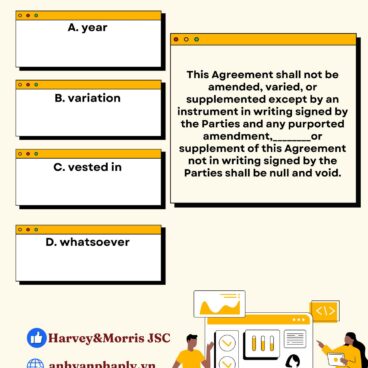 A. year
B. variation
C. vested in
D. whatsoever
This Agreement shall not be
amended, varied, or
supplemented except by an
instrument in writing signed by
the Parties and any purported
amendment,________or
supplement of this Agreement
not in writing signed by the
Parties shall be null and void.
</>
Harvey&Morris JSC
anhvanphaply.vn